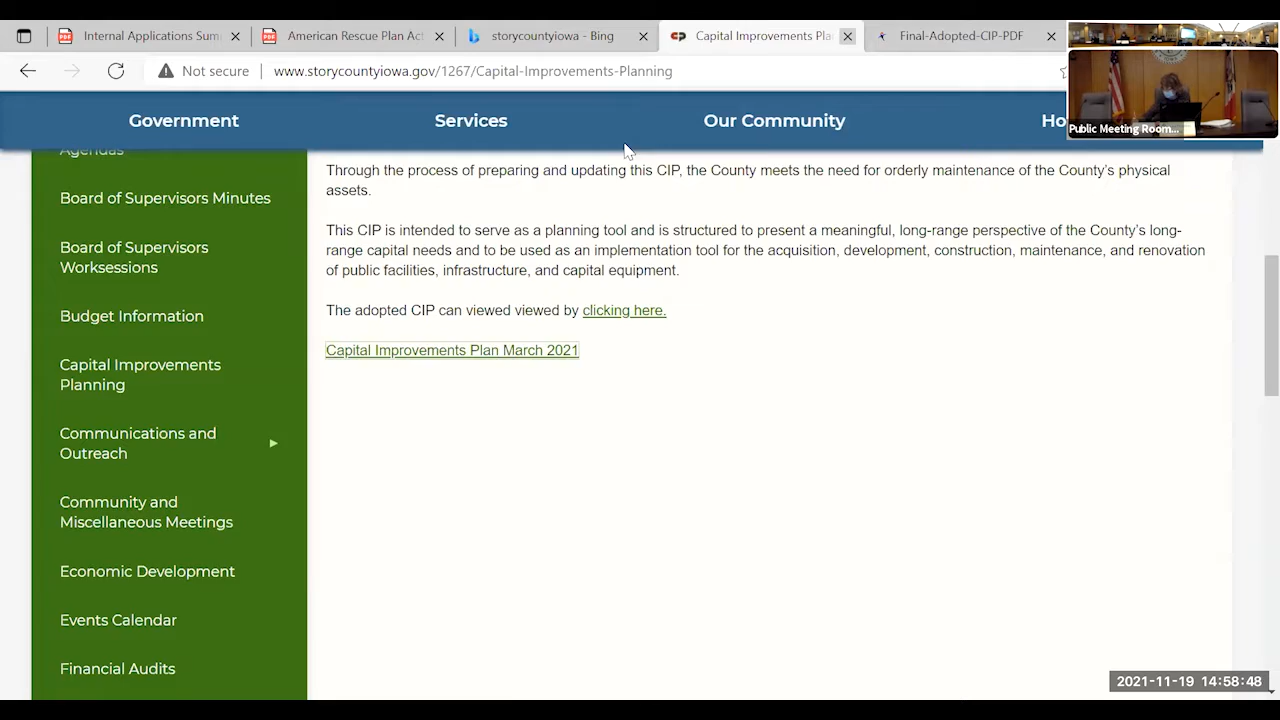 Internal Applications Sum
American Rescue Plan Act
storycountyiowa - Bing
Capital Improvements Pla
Final-Adopted-CIP-PDF
Not secure
www.storycountyiowa.gov/1267/Capital-Improvements-Planning
Public Meeting Room...
Government
Services
Our Community
Ho
Agendas
Board of Supervisors Minutes
Board of Supervisors
Worksessions
Budget Information
Capital Improvements
Planning
Communications and
Outreach
Community and
Miscellaneous Meetings
Economic Development
Events Calendar
Financial Audits
Through the process of preparing and updating this CIP, the County meets the need for orderly maintenance of the County's physical
assets.
This CIP is intended to serve as a planning tool and is structured to present a meaningful, long-range perspective of the County's long-
range capital needs and to be used as an implementation tool for the acquisition, development, construction, maintenance, and renovation
of public facilities, infrastructure, and capital equipment.
The adopted CIP can viewed viewed by clicking here.
Capital Improvements Plan March 2021
2021-11-19 14:58:48